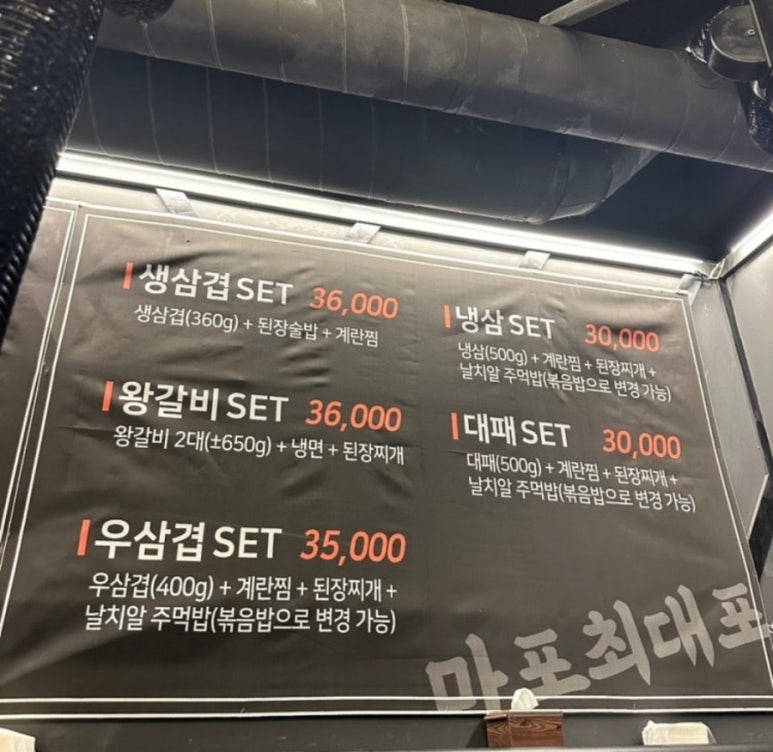 생삼겹 SET 36,000
생삼겹(360g) + 된장술밥 + 계란찜
왕갈비 SET 36,000
왕갈비 2대(±650g) + 냉면 + 된장찌개
우삼겹 SET 35,000
우삼겹(400g) + 계란찜 + 된장찌개 +
날치알 주먹밥(볶음밥으로 변경 가능)
냉삼 SET 30,000
냉삼(500g) + 계란찜 + 된장찌개 +
날치알 주먹밥(볶음밥으로 변경 가능)
대패 SET 30,000
대패(500g) + 계란찜 + 된장찌개 +
날치알 주먹밥(볶음밥으로 변경 가능)
마포최대포